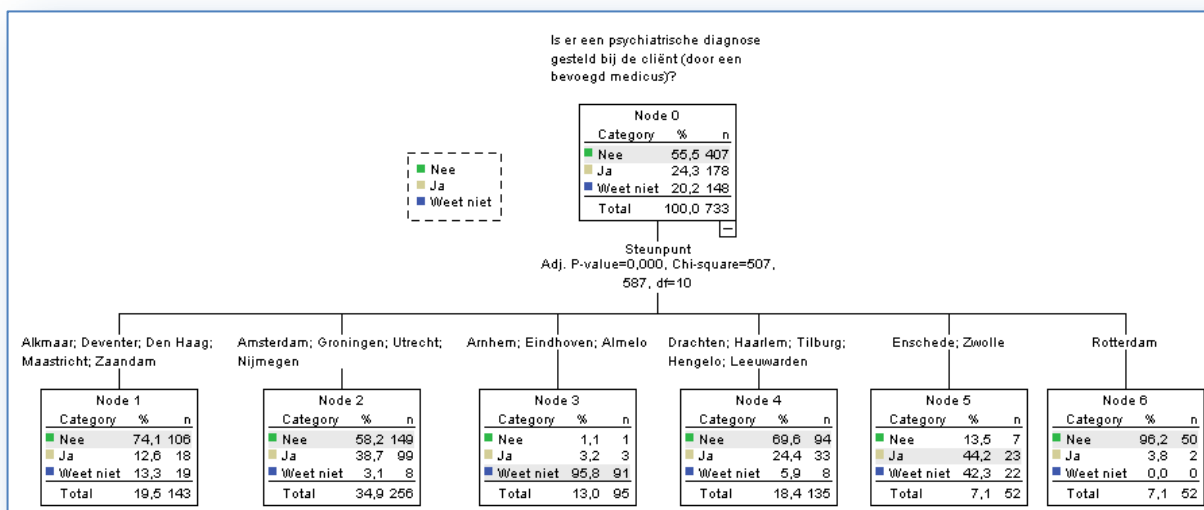 Is er een psychiatrische diagnose
gesteld bij de cliënt (door een
bevoegd medicus)?
Node 0
Category % n
Nee 55,5 407
Ja 24,3 178
Weet niet 20,2 148
Total 100,0 733
Nee
Ja
Weet niet
Steunpunt
Adj. P-value=0,000, Chi-square=507,
587, df=10
Alkmaar; Deventer; Den Haag;
Maastricht; Zaandam
Node 1
Category % n
Nee 74,1 106
Ja 12,6 18
Weet niet 13,3 19
Total 19,5 143
Amsterdam; Groningen; Utrecht;
Nijmegen
Node 2
Category % n
Nee 58,2 149
Ja 38,7 99
Weet niet 3,1 8
Total 34,9 256
Arnhem; Eindhoven; Almelo
Node 3
Category % n
Nee 1,1 1
Ja 3,2 3
Weet niet 95,8 91
Total 13,0 95
Drachten; Haarlem; Tilburg;
Hengelo; Leeuwarden
Node 4
Category % n
Nee 69,6 94
Ja 24,4 33
Weet niet 5,9 8
Total 18,4 135
Enschede; Zwolle
Node 5
Category % n
Nee 13,5 7
Ja 44,2 23
Weet niet 42,3 22
Total 7,1 52
Rotterdam
Node 6
Category % n
Nee 96,2 50
Ja 3,8 2
Weet niet 0,0 0
Total 7,1 52